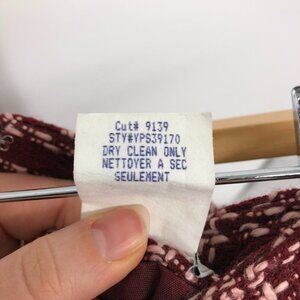 Cut# 9139
STY#YPS39170
DRY CLEAN ONLY
NETTOYER A SEC
SEULEMENT